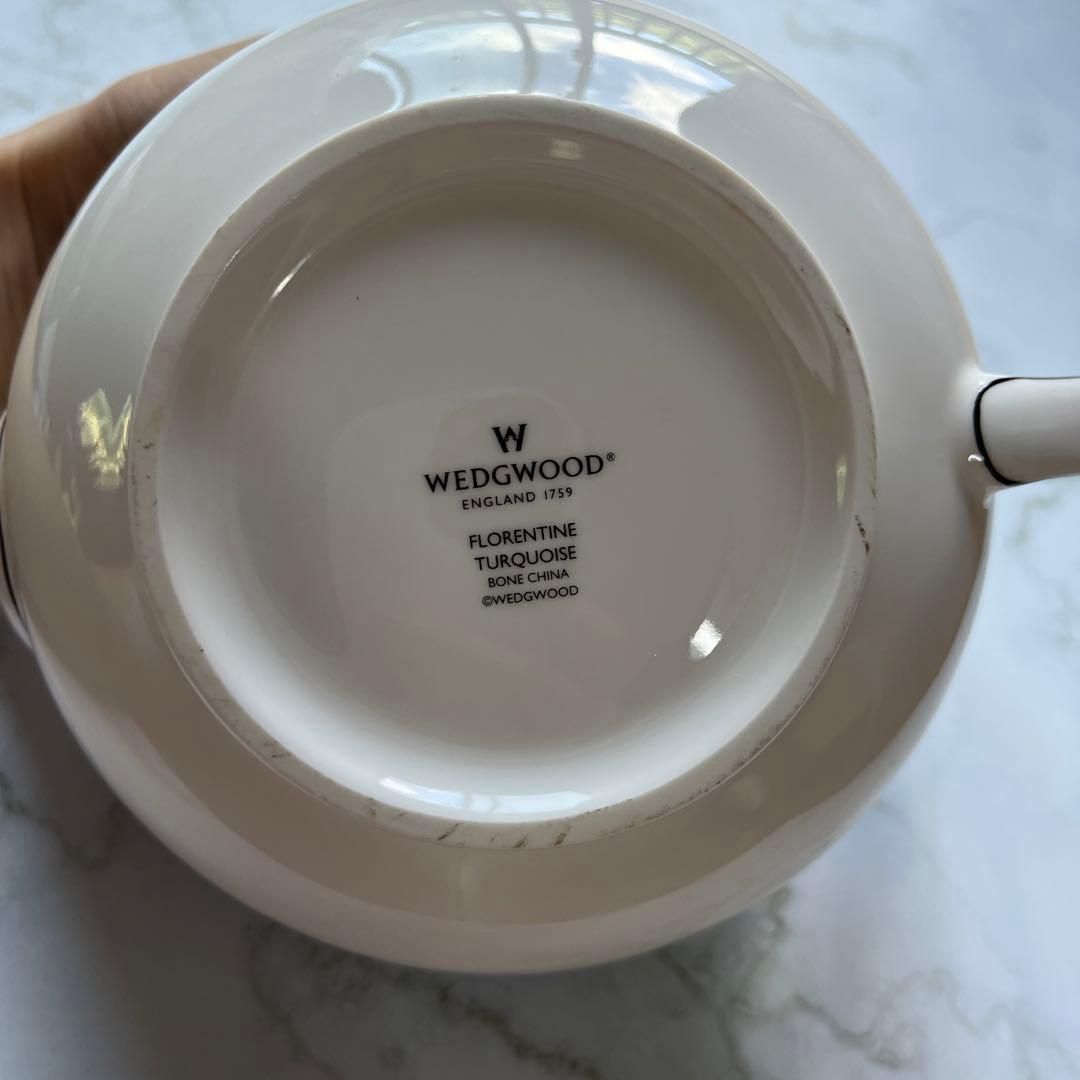 W
WEDGWOOD®
ENGLAND 1759
FLORENTINE
TURQUOISE
BONE CHINA
©WEDGWOOD